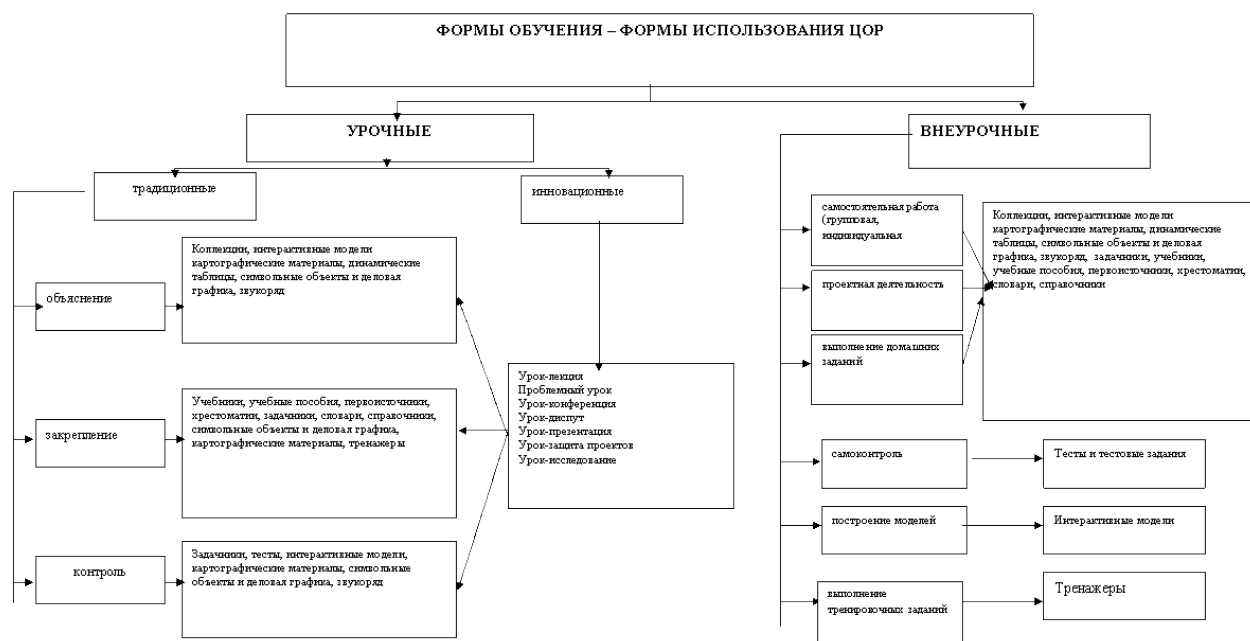 ФОРМЫ ОБУЧЕНИЯ – ФОРМЫ ИСПОЛЬЗОВАНИЯ ЦОР
УРОЧНЫЕ
ВНЕУРОЧНЫЕ
традиционные
инновационные
объяснение
Коллекции, интерактивные модели
картографические материалы, динамические
таблицы, символьные объекты и деловая
графика, звукоряд
закрепление
Учебники, учебные пособия, первоисточники,
хрестоматии, задачники, словари, справочники,
символьные объекты и деловая графика,
картографические материалы, тренажеры
контроль
Задачники, тесты, интерактивные модели,
картографические материалы, символьные
объекты и деловая графика, звукоряд
Урок-лекция
Проблемный урок
Урок-конференция
Урок-диспут
Урок-презентация
Урок-защита проектов
Урок-исследование
самостоятельная работа
(групповая,
индивидуальная
проектная деятельность
выполнение домашних
заданий
Коллекции, интерактивные модели
картографические материалы, динамические
таблицы, символьные объекты и деловая
графика, звукоряд, задачники, учебники,
учебные пособия, первоисточники, хрестоматии,
словари, справочники
самоконтроль
Тесты и тестовые задания
построение моделей
Интерактивные модели
выполнение
тренировочных заданий
Тренажеры